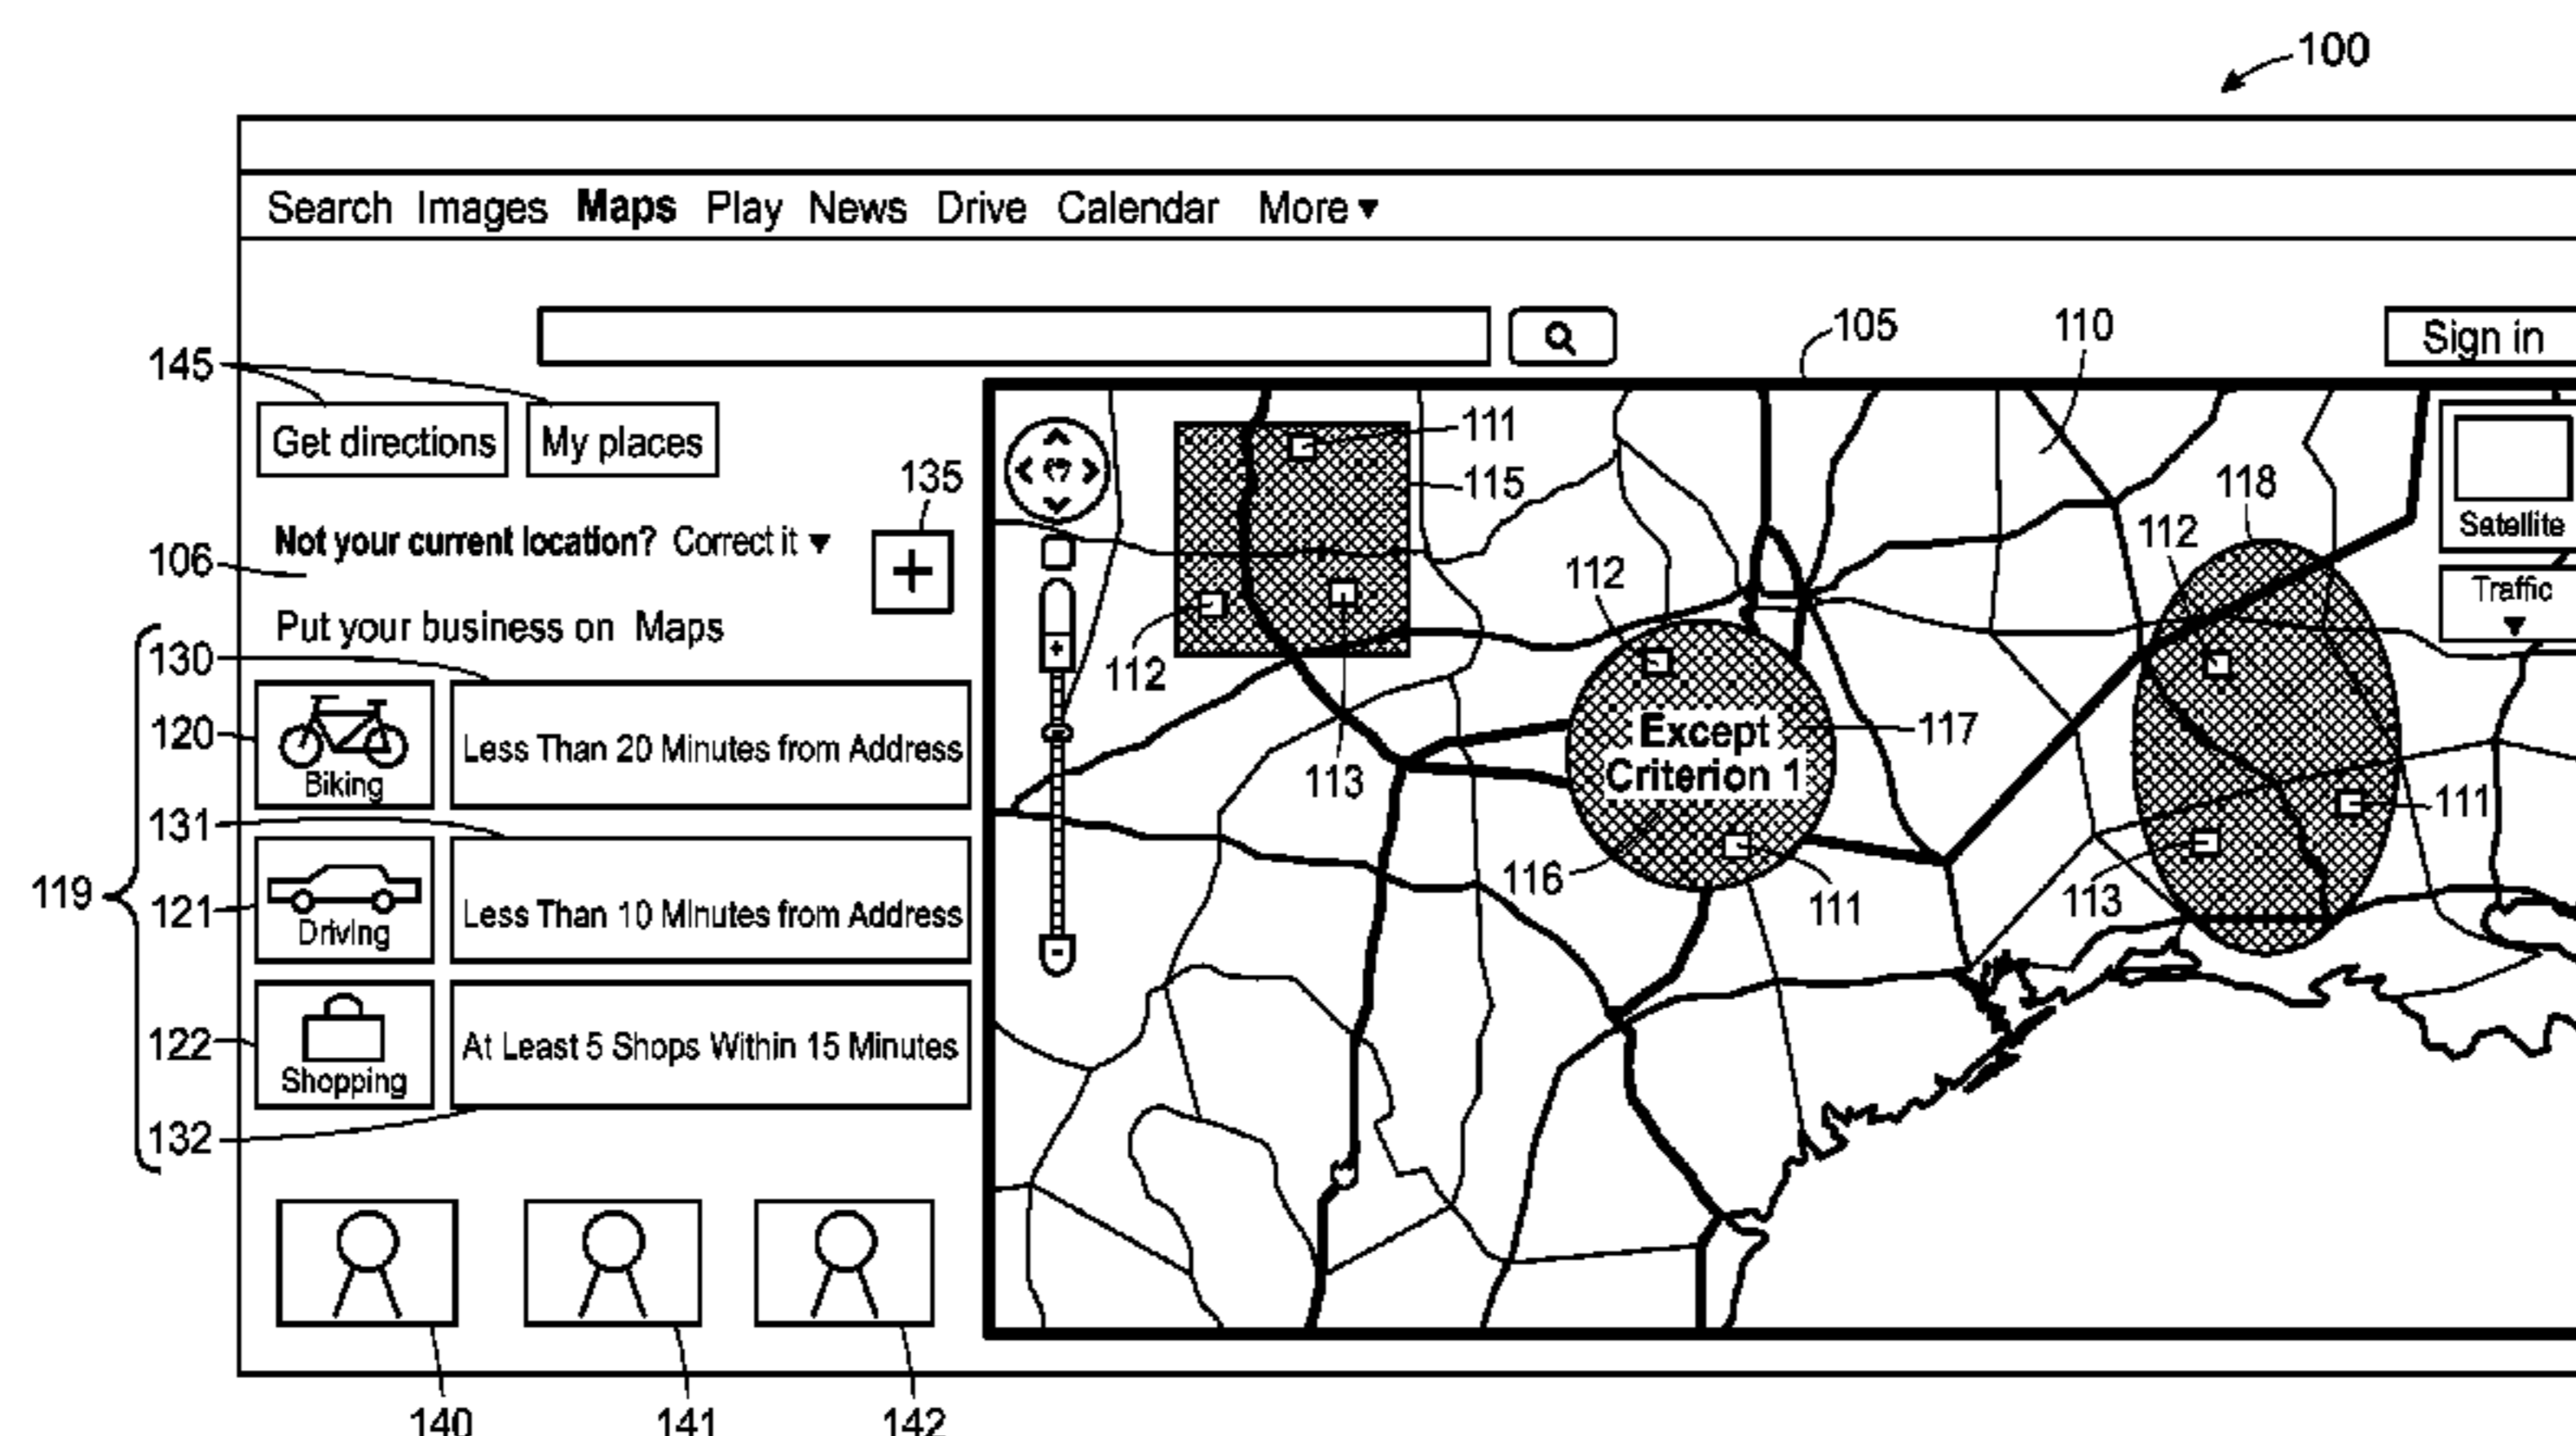 100
Search Images Maps Play News Drive Calendar More ▼
Sign in
105
110
145
Get directions
My places
135
106
Not your current location? Correct it ▼
+
Put your business on Maps
119
130
120
Biking
Less Than 20 Minutes from Address
131
121
Driving
Less Than 10 Minutes from Address
122
Shopping
At Least 5 Shops Within 15 Minutes
132
140
141
142
+
-
111
115
112
113
112
Except
Criterion 1
117
116
111
118
112
111
113
Satellite
Traffic
▼